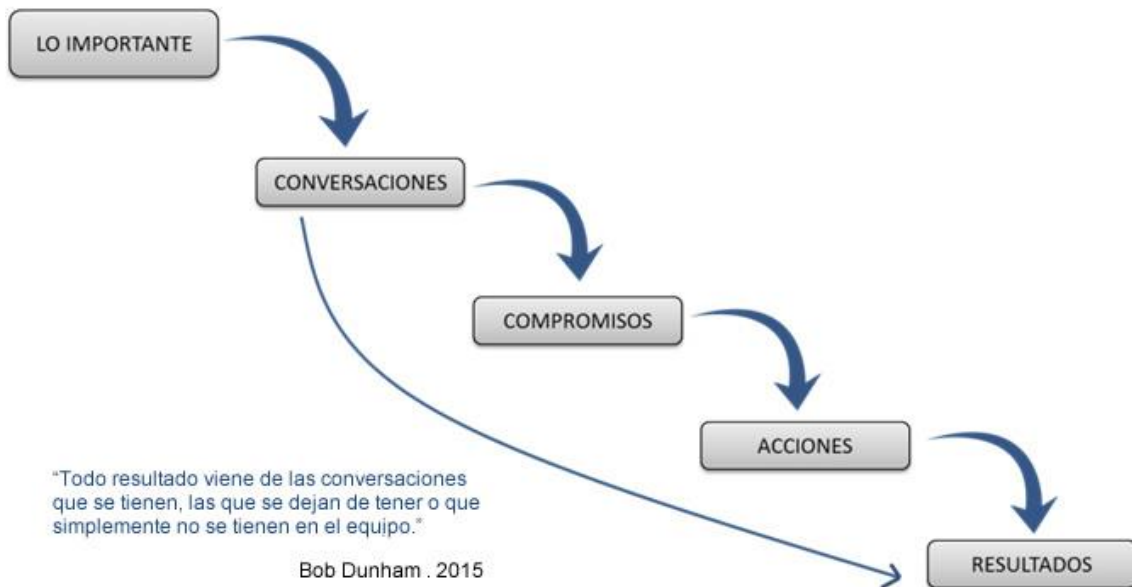 LO IMPORTANTE
CONVERSACIONES
COMPROMISOS
ACCIONES
RESULTADOS
“Todo resultado viene de las conversaciones
que se tienen, las que se dejan de tener o que
simplemente no se tienen en el equipo.”
Bob Dunham . 2015